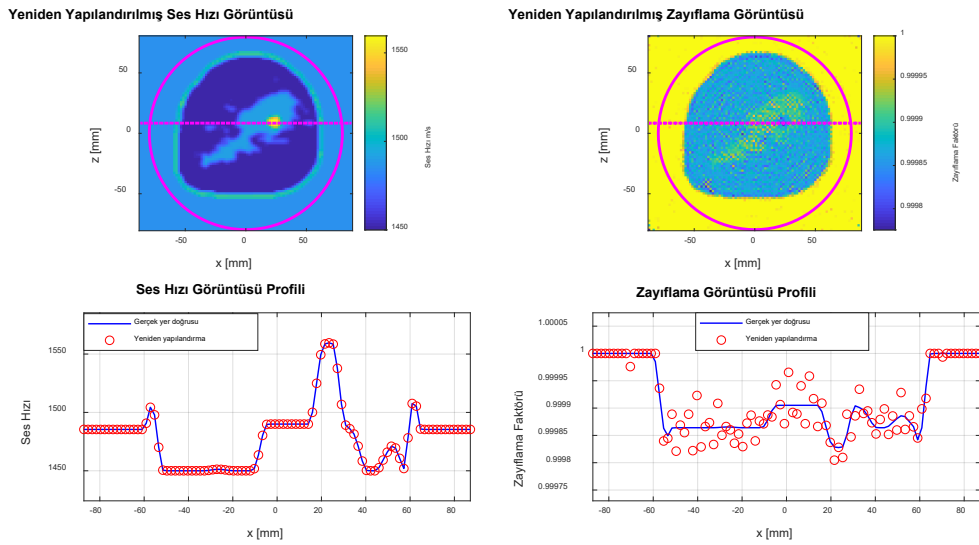 Yeniden Yapılandırılmış Ses Hızı Görüntüsü
Yeniden Yapılandırılmış Zayıflama Görüntüsü
50
0
-50
z [mm]
-50
0
50
x [mm]
1550
1500
1450
Ses Hızı m/s
50
0
-50
z [mm]
-50
0
50
x [mm]
1
0.99995
0.9999
0.99985
0.9998
Zayıflama Faktörü
Ses Hızı Görüntüsü Profili
Gerçek yer doğrusu
Yeniden yapılandırma
1550
1500
1450
Ses Hızı
-80
-60
-40
-20
0
20
40
60
80
x [mm]
Zayıflama Görüntüsü Profili
Gerçek yer doğrusu
Yeniden yapılandırma
1.00005
1
0.99995
0.9999
0.99985
0.9998
0.99975
Zayıflama Faktörü
-80
-60
-40
-20
0
20
40
60
80
x [mm]